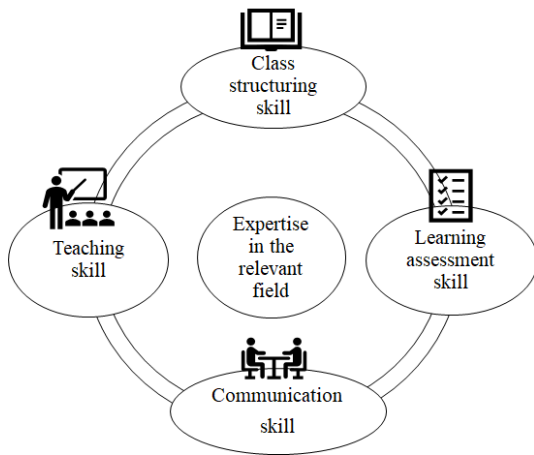 Class
structuring
skill
Teaching
skill
Expertise
in the
relevant
field
Learning
assessment
skill
Communication
skill